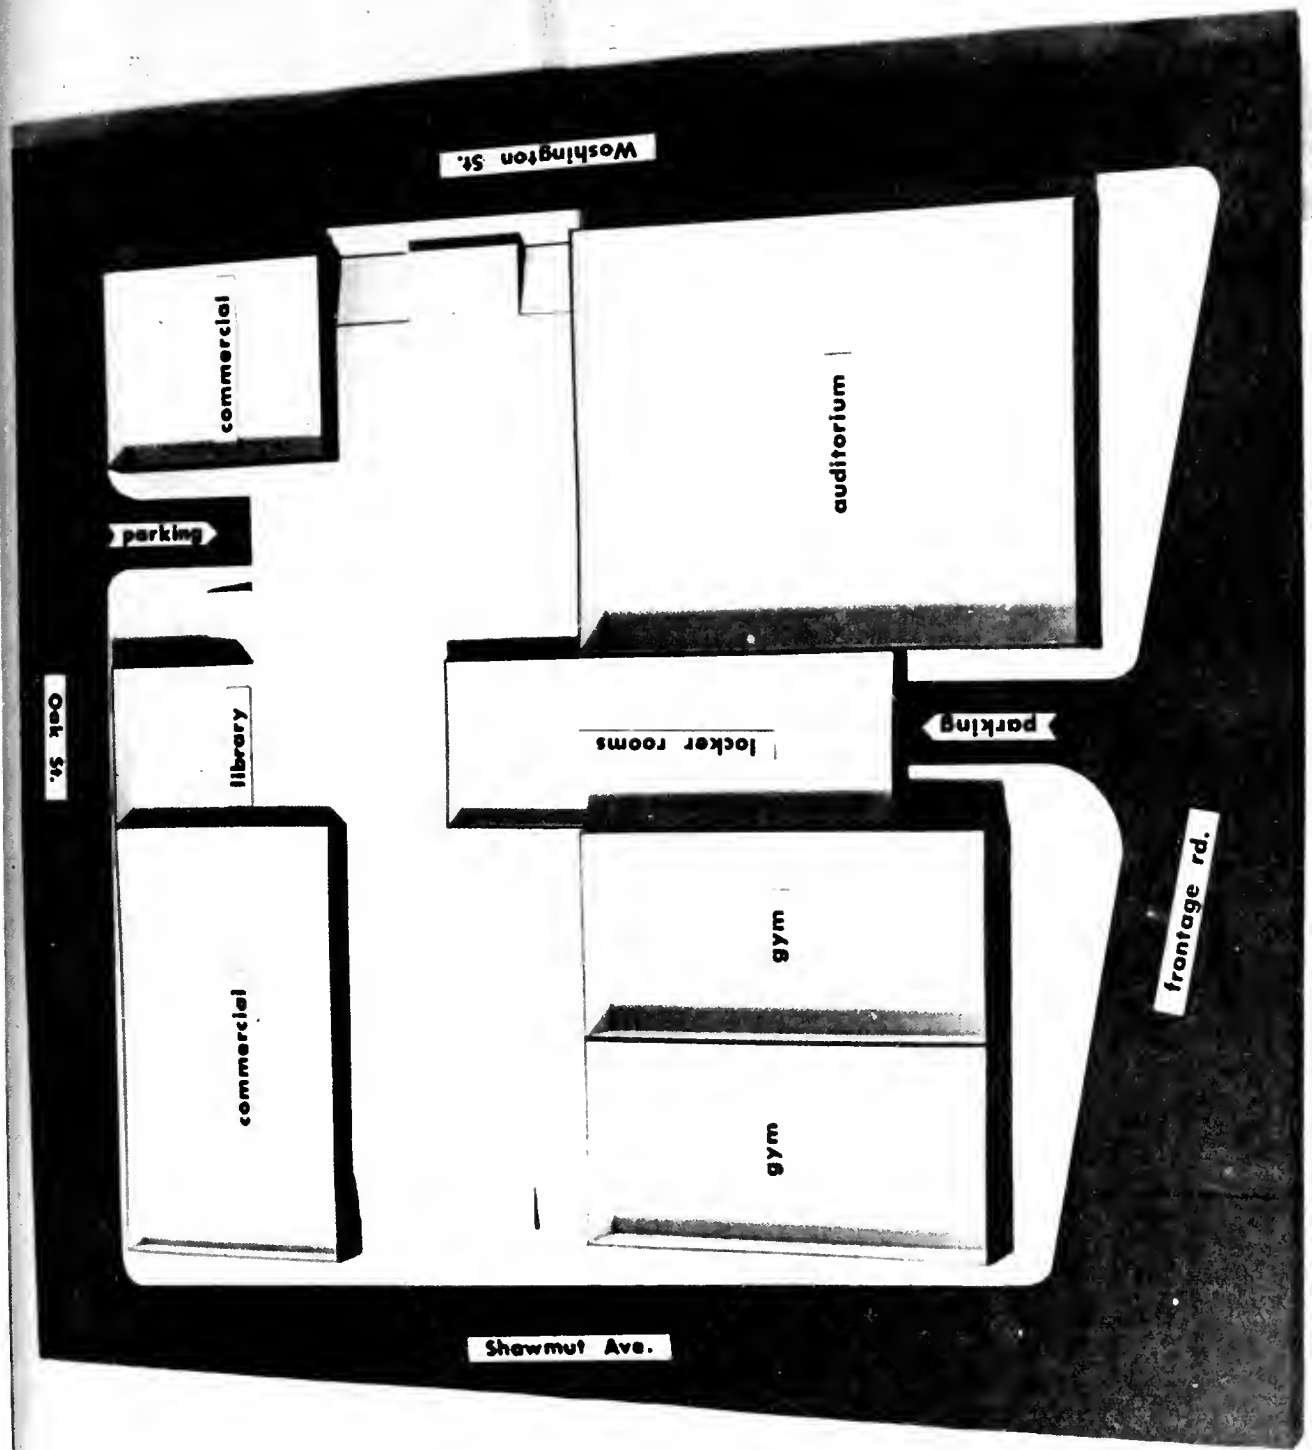 Washington St.
commercial
auditorium
parking
Oak St.
library
locker rooms
parking
frontage rd.
commercial
gym
gym
Shawmut Ave.